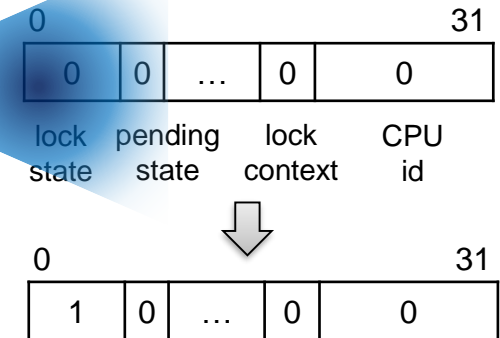 0 31
0 0 … 0 0
lock pending lock CPU
state state context id
0 31
1 0 … 0 0